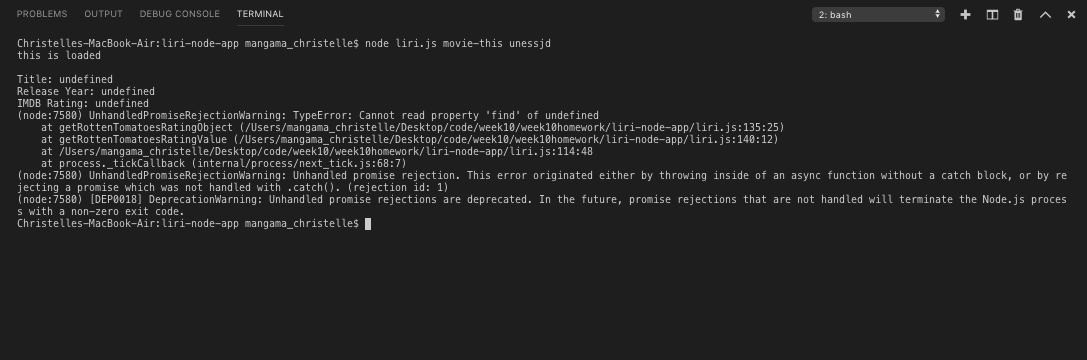 PROBLEMS OUTPUT DEBUG CONSOLE TERMINAL 2: bash
Christelles-MacBook-Air:liri-node-app mangama_christelle$ node liri.js movie-this unessjd
this is loaded
Title: undefined
Release Year: undefined
IMDB Rating: undefined
(node:7580) UnhandledPromiseRejectionWarning: TypeError: Cannot read property 'find' of undefined
    at getRottenTomatoesRatingObject (/Users/mangama_christelle/Desktop/code/week10/week10homework/liri-node-app/liri.js:135:25)
    at getRottenTomatoesRatingValue (/Users/mangama_christelle/Desktop/code/week10/week10homework/liri-node-app/liri.js:140:12)
    at /Users/mangama_christelle/Desktop/code/week10/week10homework/liri-node-app/liri.js:114:48
    at process._tickCallback (internal/process/next_tick.js:68:7)
(node:7580) UnhandledPromiseRejectionWarning: Unhandled promise rejection. This error originated either by throwing inside of an async function without a catch block, or by re
jecting a promise which was not handled with .catch(). (rejection id: 1)
(node:7580) [DEP0018] DeprecationWarning: Unhandled promise rejections are deprecated. In the future, promise rejections that are not handled will terminate the Node.js proces
s with a non-zero exit code.
Christelles-MacBook-Air:liri-node-app mangama_christelle$